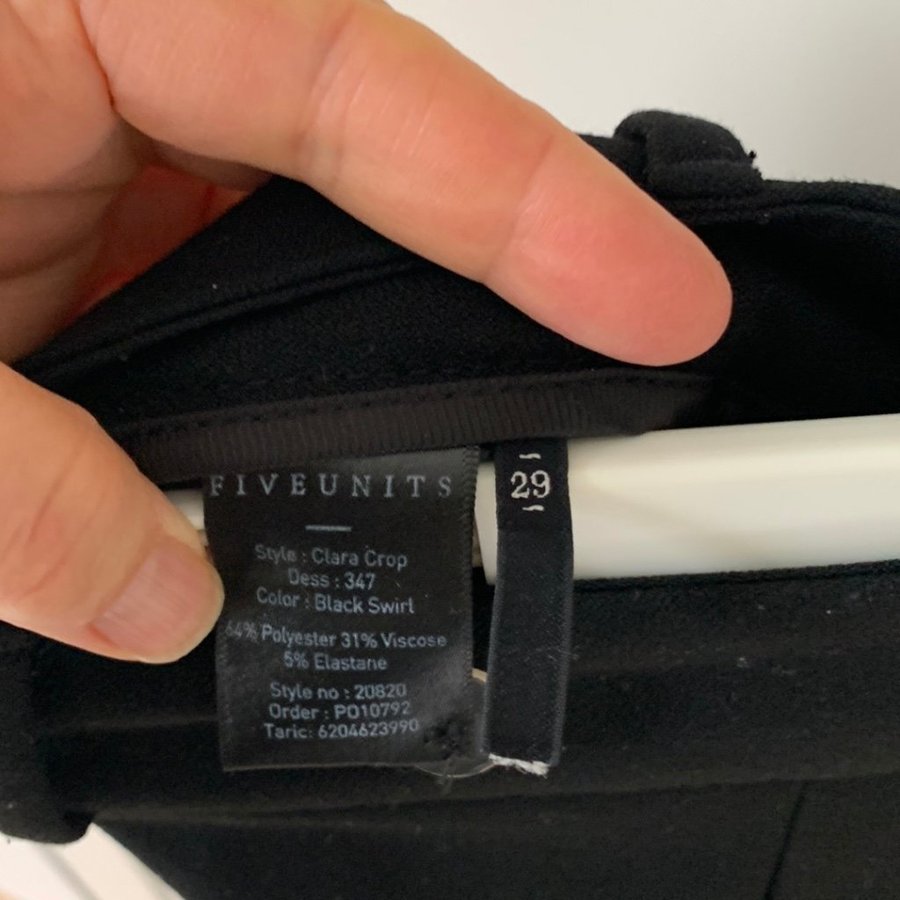 FIVEUNITS
Style : Clara Crop
Dess : 347
Color : Black Swirl
64% Polyester 31% Viscose
5% Elastane
Style no : 20820
Order : PO10792
Taric: 6204623990
29